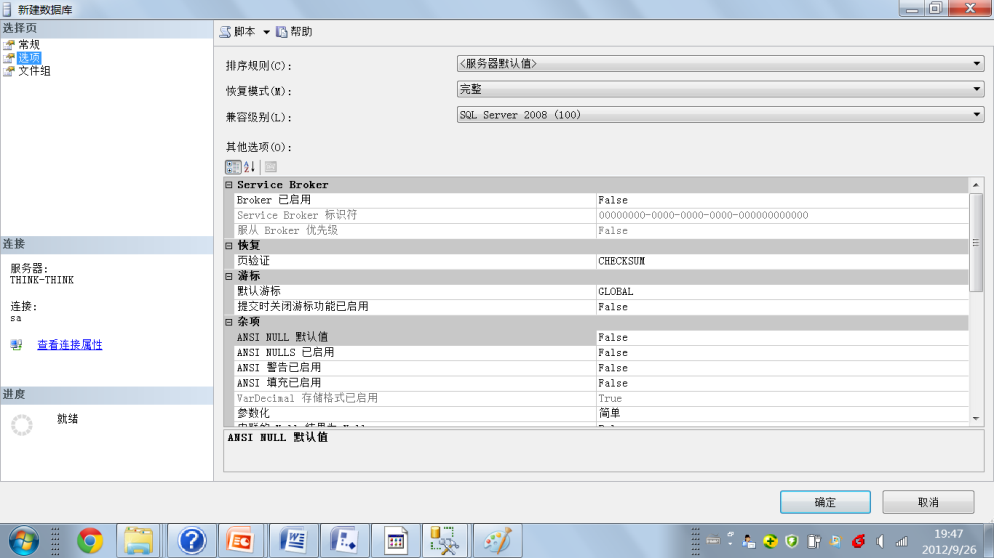 新建数据库
选择页
常规
选项
文件组
脚本 帮助
排序规则(C): <服务器默认值>
恢复模式(M): 完整
兼容级别(L): SQL Server 2008 (100)
其他选项(O):
Service Broker
Broker 已启用 False
Service Broker 标识符 00000000-0000-0000-0000-000000000000
服从 Broker 优先级 False
恢复
页验证 CHECKSUM
游标
默认游标 GLOBAL
提交时关闭游标功能已启用 False
杂项
ANSI NULL 默认值 False
ANSI NULLS 已启用 False
ANSI 警告已启用 False
ANSI 填充已启用 False
VarDecimal 存储格式已启用 True
参数化 简单
ANSI NULL 默认值
连接
服务器:
THINK-THINK
连接:
sa
查看连接属性
进度
就绪
确定 取消
19:47
2012/9/26